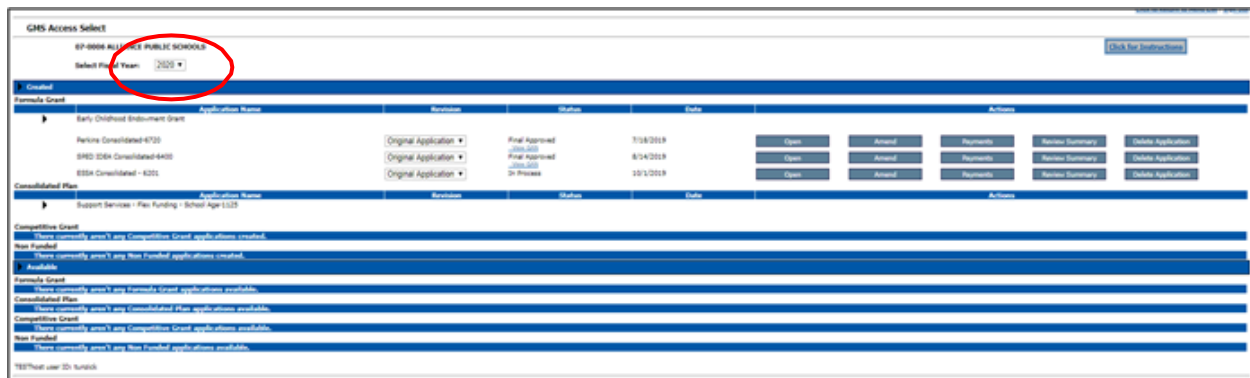 GMS Access Select
07-0006 ALLIANCE PUBLIC SCHOOLS
Click for Instructions
Select Fiscal Year: 2020
Created
Formula Grant
Application Name Revision Status Date Actions
Early Childhood Endowment Grant
Perkins Consolidated-6720 Original Application Final Approved 7/18/2019 Open Amend Payments Review Summary Delete Application
View GAN
SPED IDEA Consolidated-6400 Original Application Final Approved 8/14/2019 Open Amend Payments Review Summary Delete Application
View GAN
ESSA Consolidated - 6201 Original Application In Process 10/1/2019 Open Amend Payments Review Summary Delete Application
Consolidated Plan
Application Name Revision Status Date Actions
Support Services - Flex Funding - School Age-1125
Competitive Grant
There currently aren't any Competitive Grant applications created.
Non Funded
There currently aren't any Non Funded applications created.
Available
Formula Grant
There currently aren't any Formula Grant applications available.
Consolidated Plan
There currently aren't any Consolidated Plan applications available.
Competitive Grant
There currently aren't any Competitive Grant applications available.
Non Funded
There currently aren't any Non Funded applications available.
user ID: